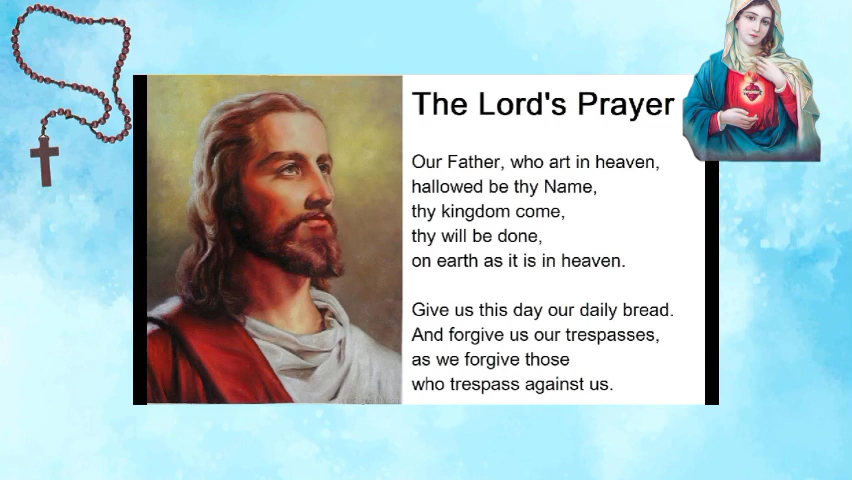 The Lord's Prayer
Our Father, who art in heaven,
hallowed be thy Name,
thy kingdom come,
thy will be done,
on earth as it is in heaven.
Give us this day our daily bread.
And forgive us our trespasses,
as we forgive those
who trespass against us.